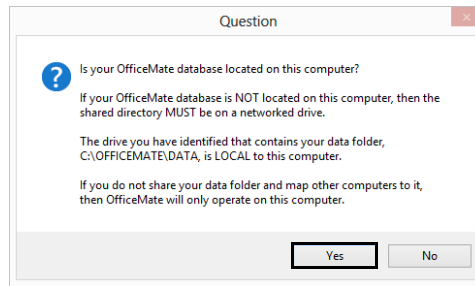 Question
Is your OfficeMate database located on this computer?
If your OfficeMate database is NOT located on this computer, then the
shared directory MUST be on a networked drive.
The drive you have identified that contains your data folder,
C:\OFFICEMATE\DATA, is LOCAL to this computer.
If you do not share your data folder and map other computers to it,
then OfficeMate will only operate on this computer.
Yes No